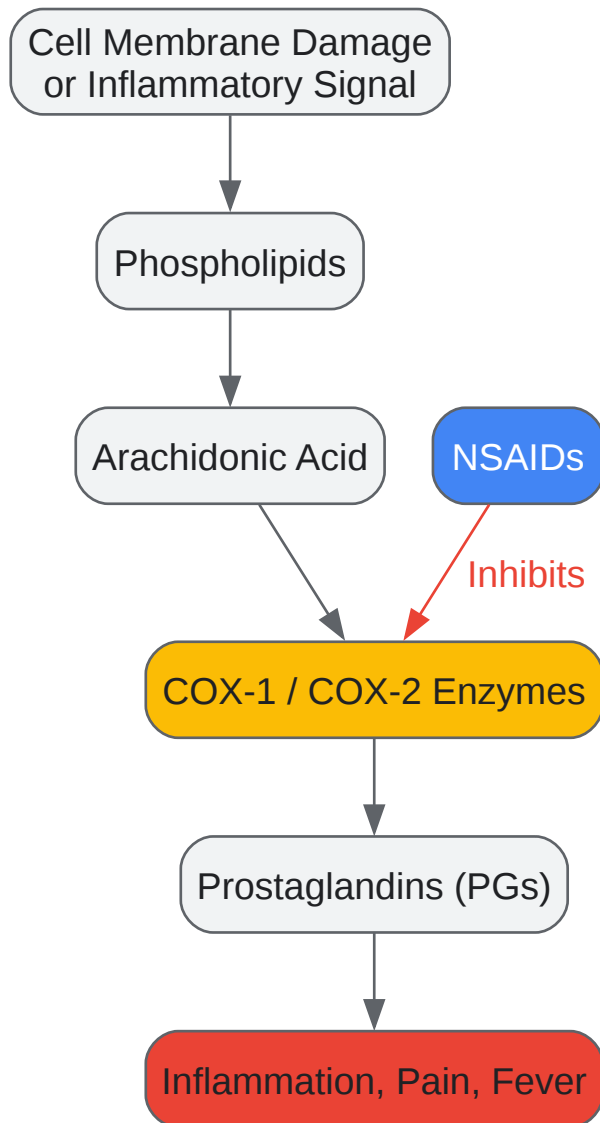 Cell Membrane Damage
or Inflammatory Signal
Phospholipids
Arachidonic Acid
NSAIDs
Inhibits
COX-1 / COX-2 Enzymes
Prostaglandins (PGs)
Inflammation, Pain, Fever